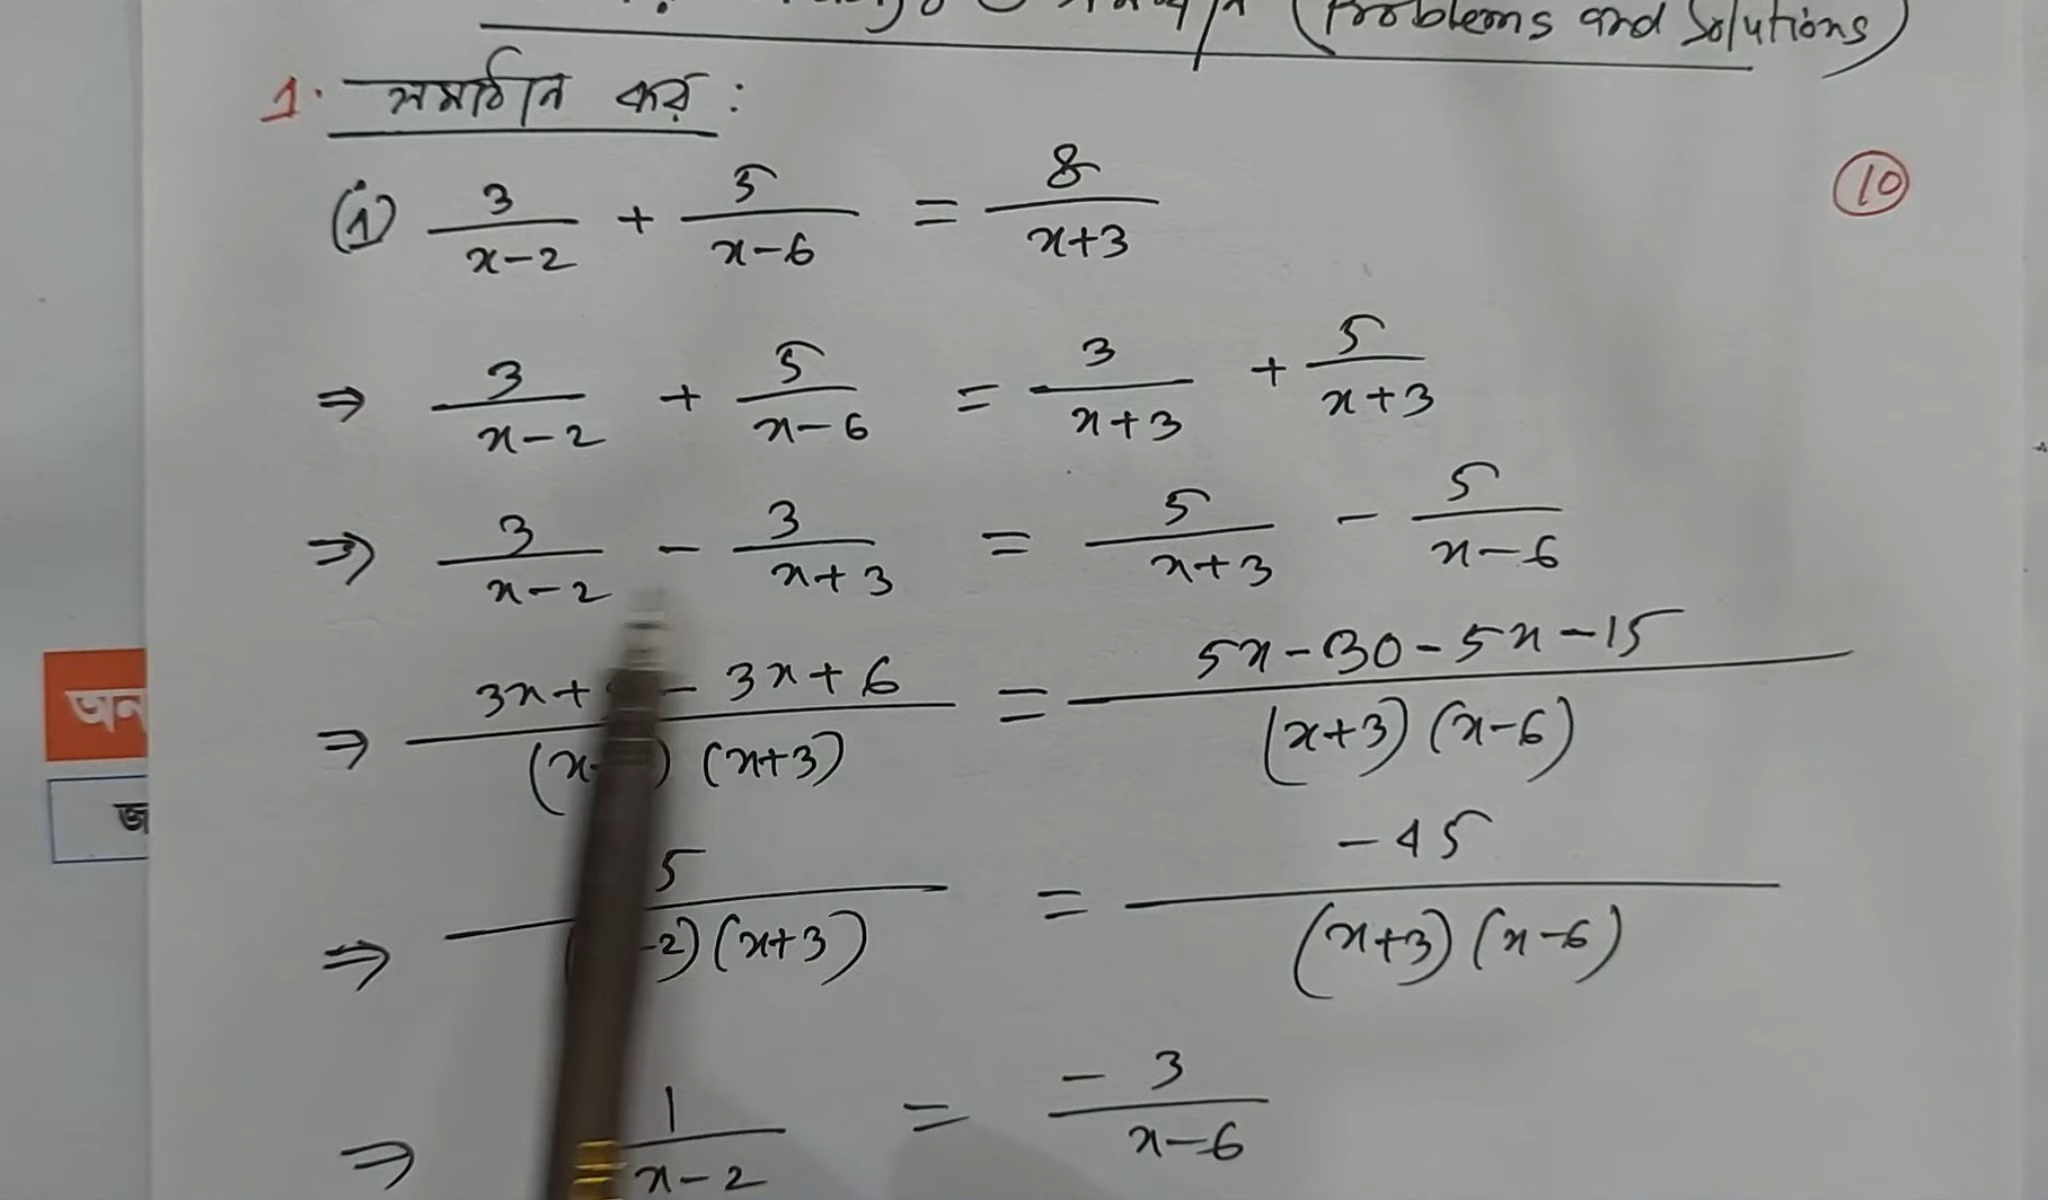 (Problems and Solutions)
1. সমাধান কর :
(i) 3/(x-2) + 5/(x-6) = 8/(x+3)
10
⇒ 3/(x-2) + 5/(x-6) = 3/(x+3) + 5/(x+3)
⇒ 3/(x-2) - 3/(x+3) = 5/(x+3) - 5/(x-6)
⇒ (3x+ - 3x+6)/((x- ) (x+3)) = (5x-30-5x-15)/((x+3) (x-6))
⇒ 5/( -2) (x+3) = -45/((x+3) (x-6))
⇒ 1/(x-2) = -3/(x-6)
অন
জ